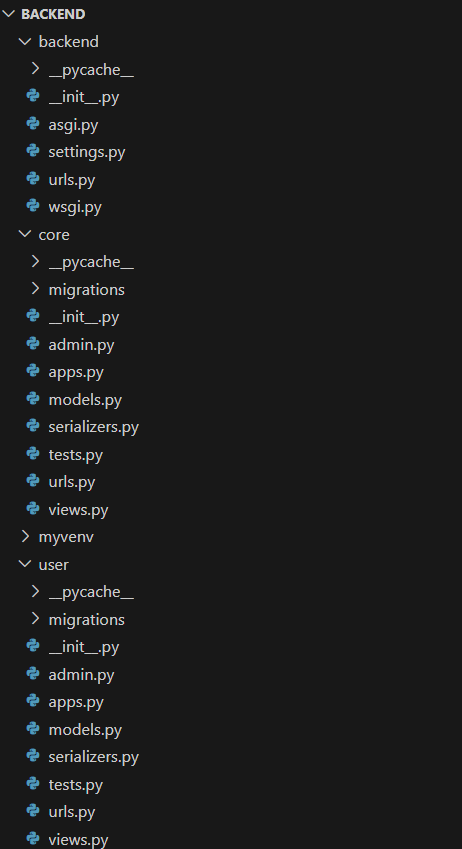 BACKEND
backend
__pycache__
__init__.py
asgi.py
settings.py
urls.py
wsgi.py
core
__pycache__
migrations
__init__.py
admin.py
apps.py
models.py
serializers.py
tests.py
urls.py
views.py
myvenv
user
__pycache__
migrations
__init__.py
admin.py
apps.py
models.py
serializers.py
tests.py
urls.py
views.py